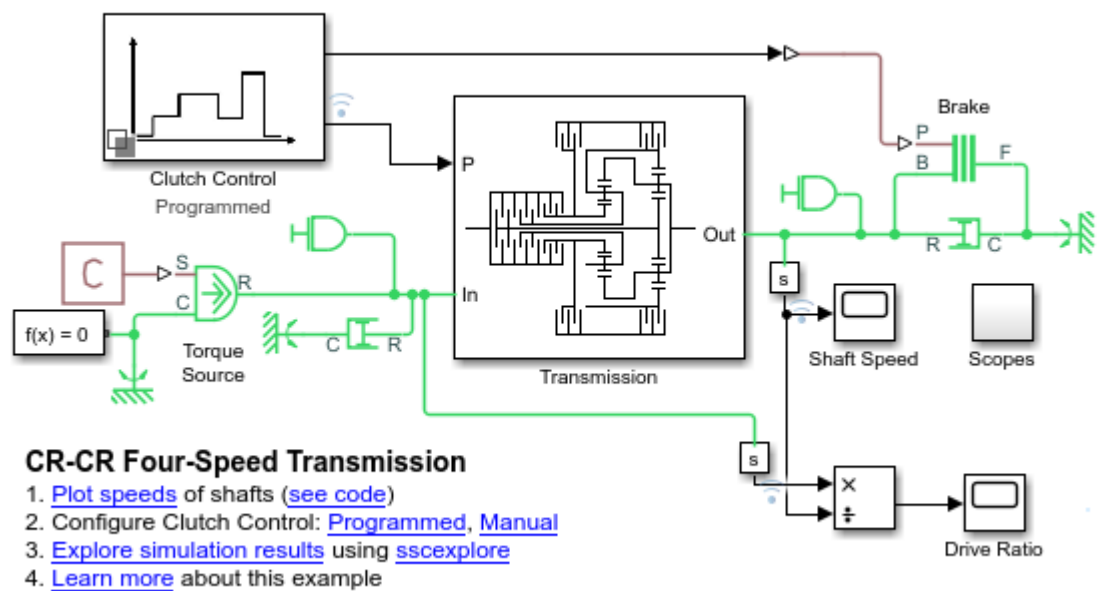 Clutch Control
Programmed
P
Brake
P
B
F
Out
R
C
S
C
C
R
In
f(x) = 0
C
R
Torque
Source
s
Shaft Speed
Scopes
Transmission
s
×
÷
Drive Ratio
CR-CR Four-Speed Transmission
1. Plot speeds of shafts (see code)
2. Configure Clutch Control: Programmed, Manual
3. Explore simulation results using sscexplore
4. Learn more about this example